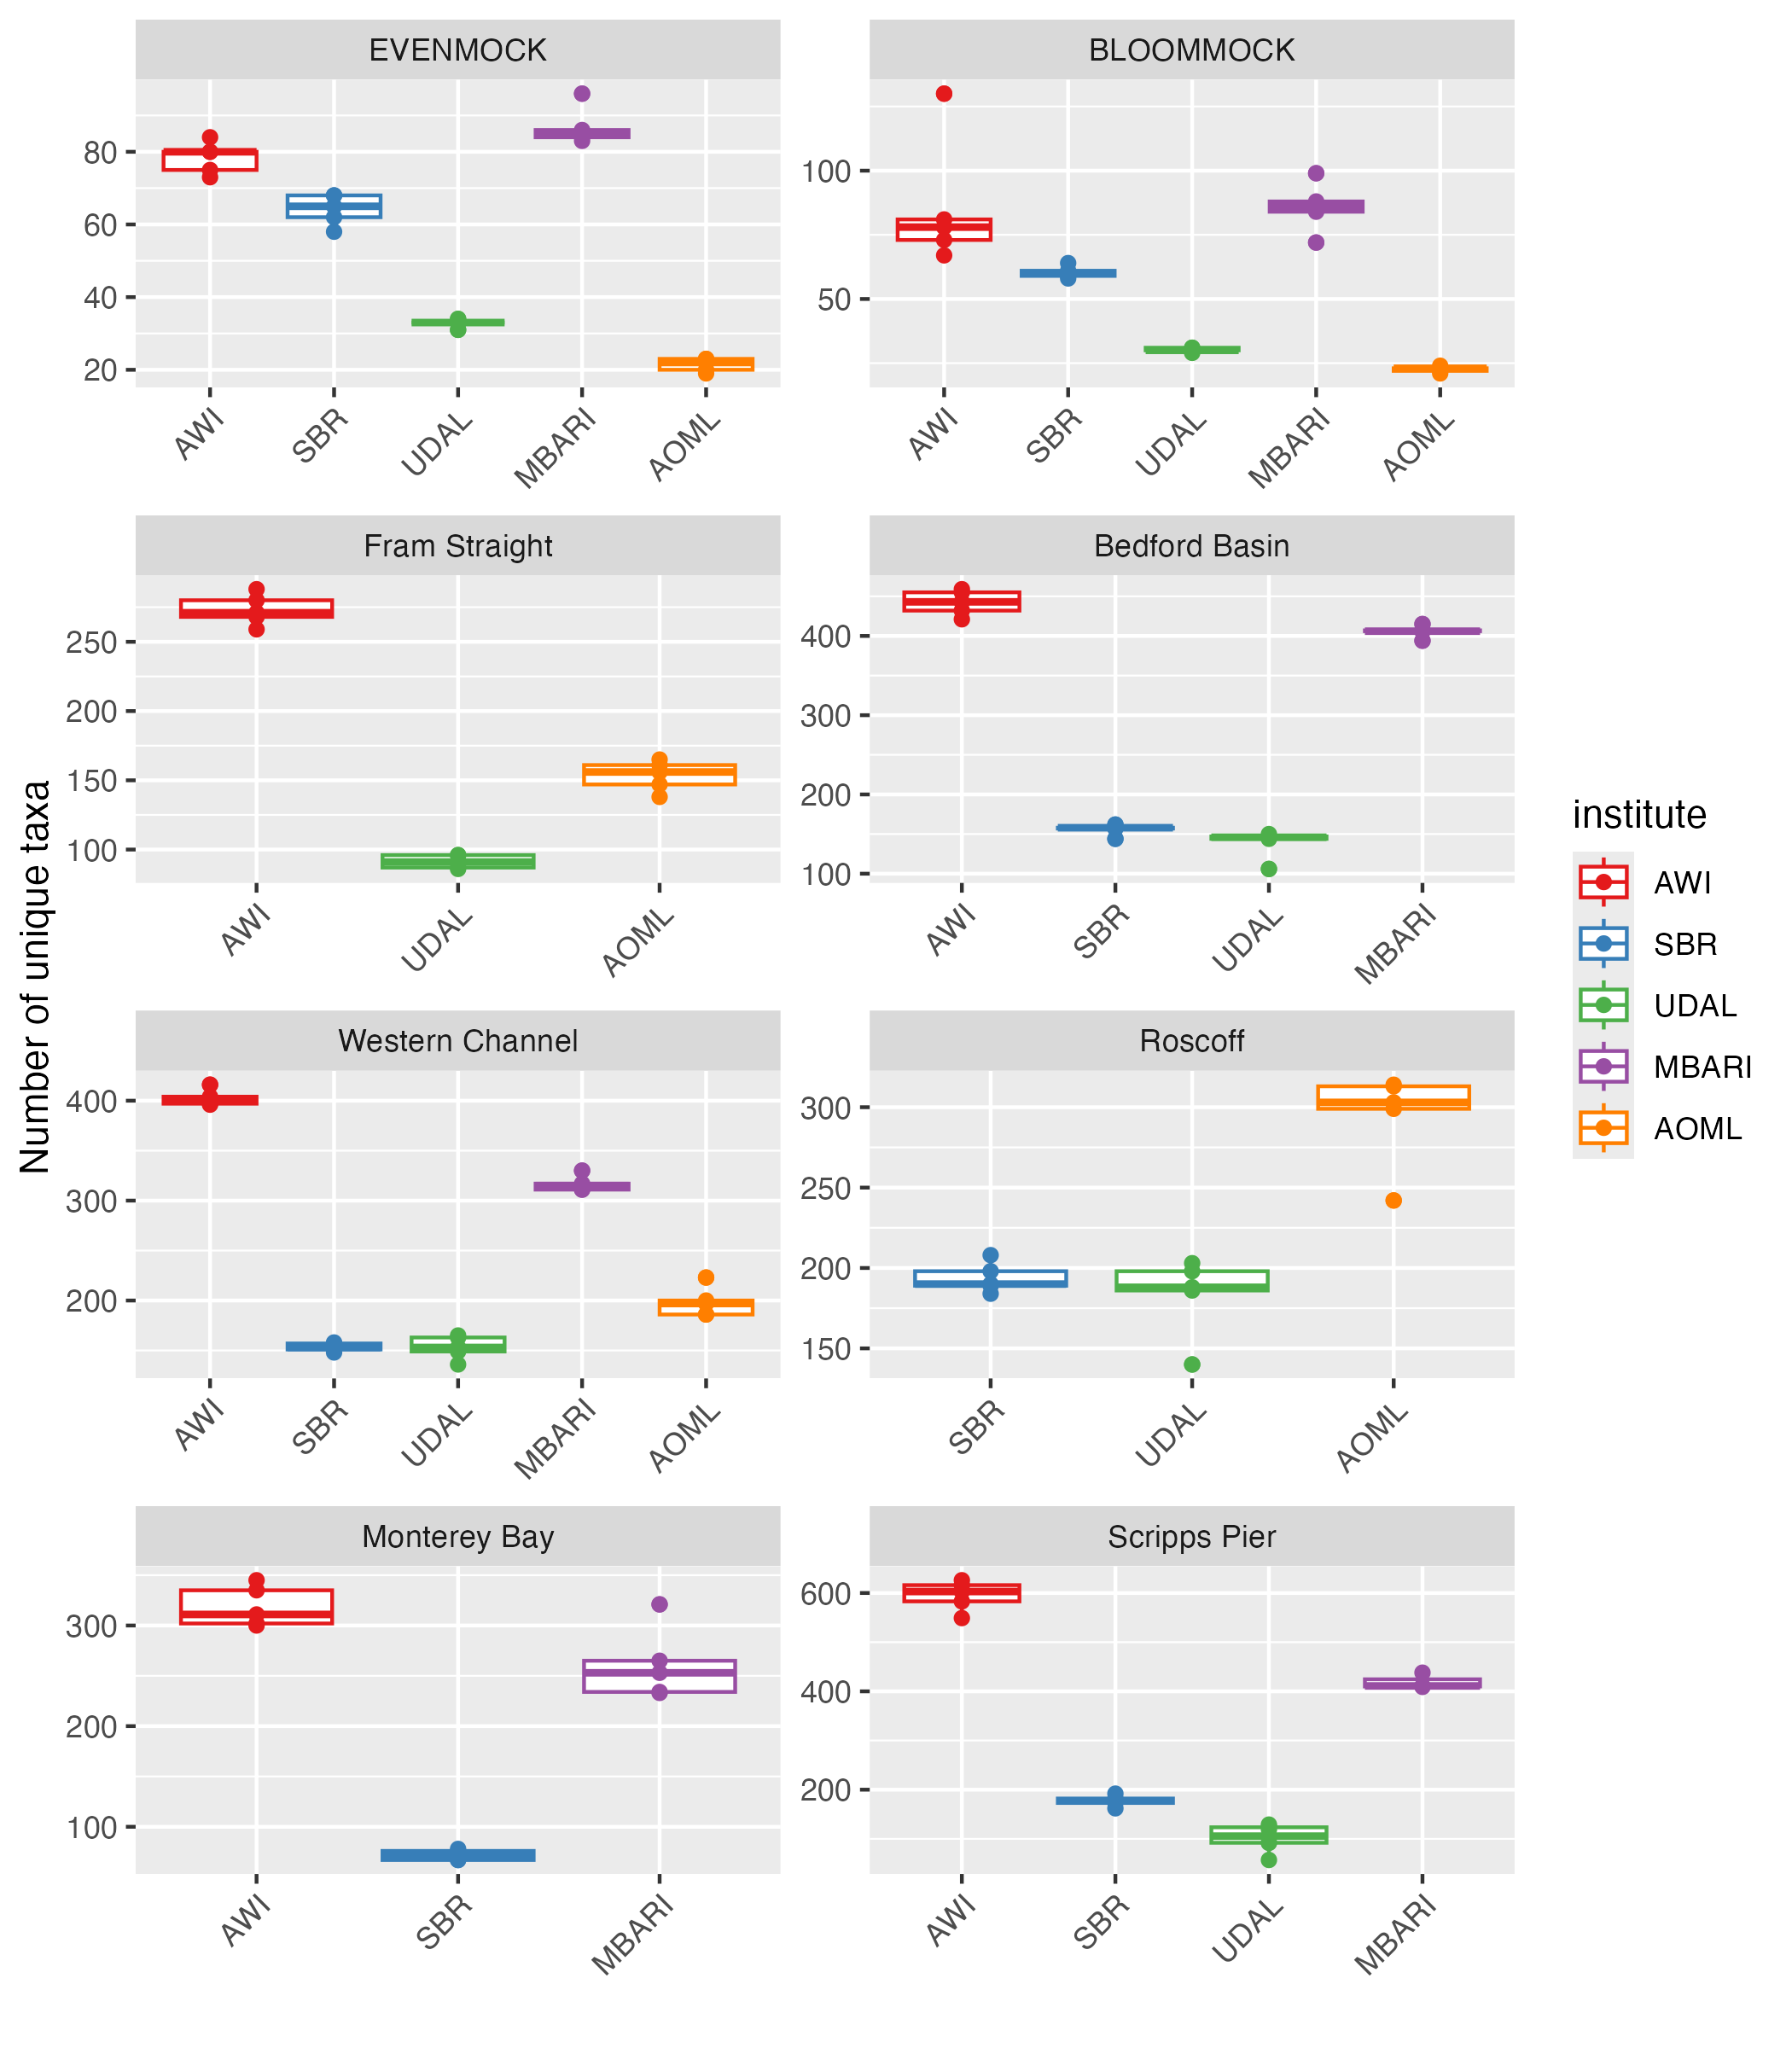 EVENMOCK
BLOOMMOCK
80
60
40
20
100
50
AWI
SBR
UDAL
MBARI
AOML
AWI
SBR
UDAL
MBARI
AOML
Fram Straight
Bedford Basin
250
200
150
100
400
300
200
100
AWI
UDAL
AOML
AWI
SBR
UDAL
MBARI
Number of unique taxa
Western Channel
Roscoff
400
300
200
300
250
200
150
AWI
SBR
UDAL
MBARI
AOML
SBR
UDAL
AOML
Monterey Bay
Scripps Pier
300
200
100
600
400
200
AWI
SBR
MBARI
AWI
SBR
UDAL
MBARI
institute
AWI
SBR
UDAL
MBARI
AOML